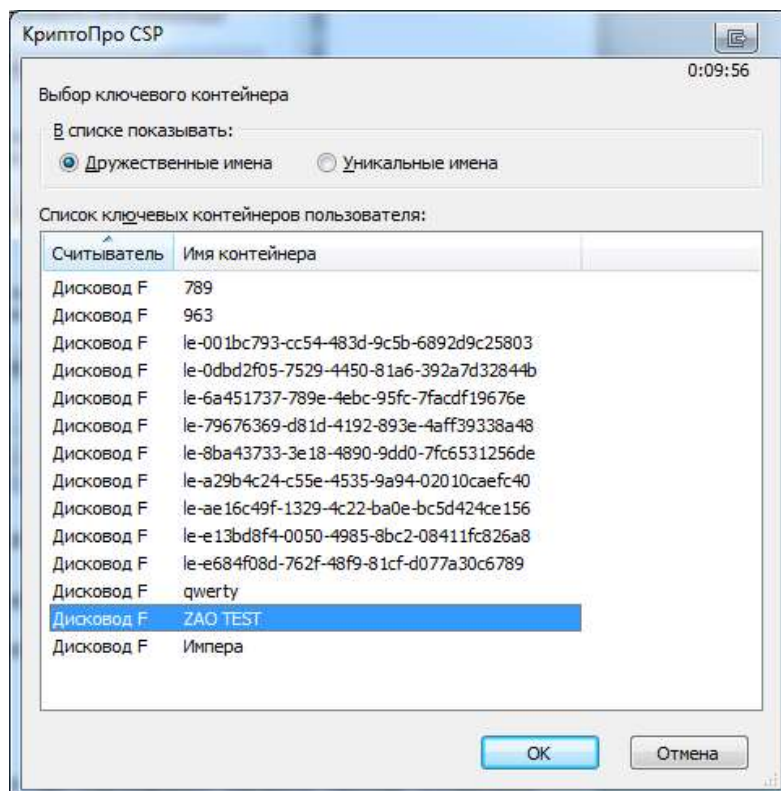 КриптоПро CSP
0:09:56
Выбор ключевого контейнера
В списке показывать:
Дружественные имена Уникальные имена
Список ключевых контейнеров пользователя:
Считыватель Имя контейнера
Дисковод F 789
Дисковод F 963
Дисковод F le-001bc793-cc54-483d-9c5b-6892d9c25803
Дисковод F le-0dbd2f05-7529-4450-81a6-392a7d32844b
Дисковод F le-6a451737-789e-4ebc-95fc-7facdf19676e
Дисковод F le-79676369-d81d-4192-893e-4aff39338a48
Дисковод F le-8ba43733-3e18-4890-9dd0-7fc6531256de
Дисковод F le-a29b4c24-c55e-4535-9a94-02010caefc40
Дисковод F le-ae16c49f-1329-4c22-ba0e-bc5d424ce156
Дисковод F le-e13bd8f4-0050-4985-8bc2-08411fc826a8
Дисковод F le-e684f08d-762f-48f9-81cf-d077a30c6789
Дисковод F qwerty
Дисковод F ZAO TEST
Дисковод F Импера
OK Отмена